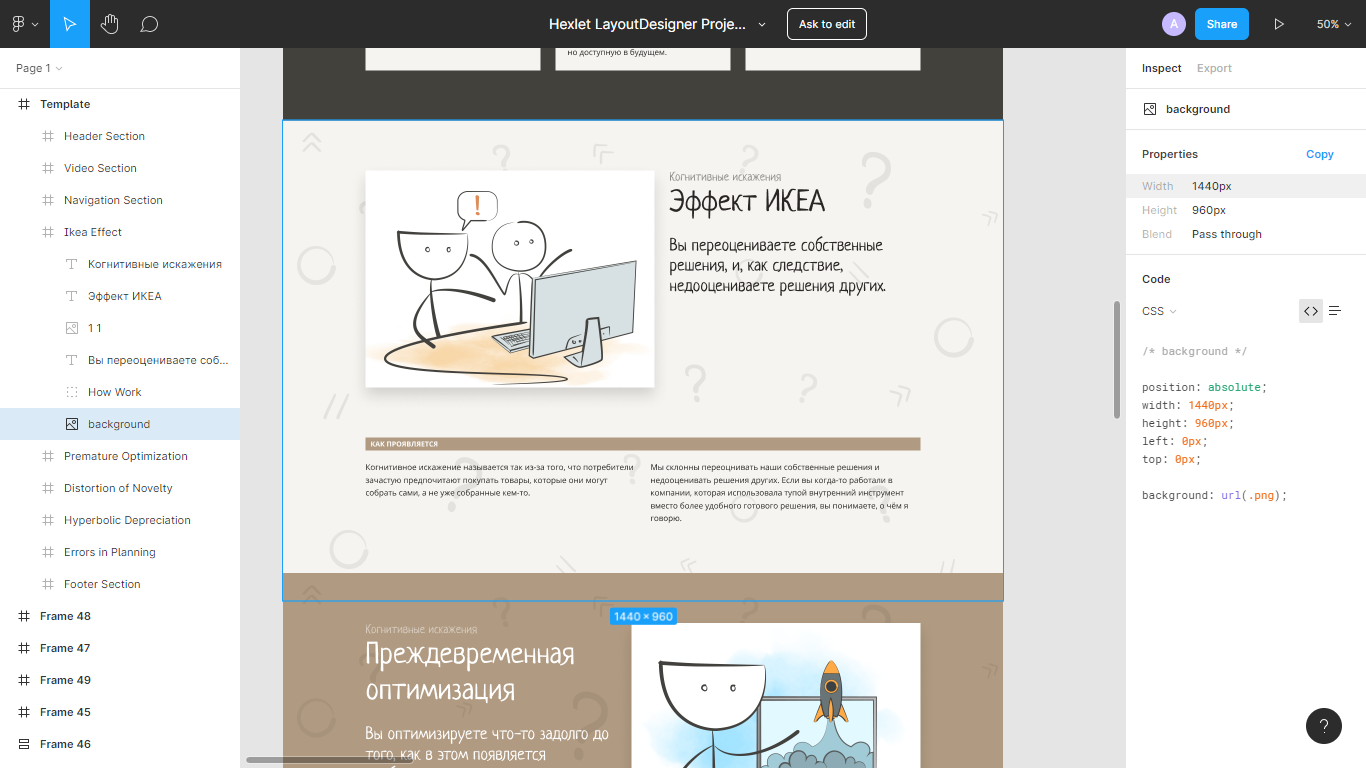 Hexlet LayoutDesigner Proje...
Ask to edit
A
Share
50%
Page 1
Template
Header Section
Video Section
Navigation Section
Ikea Effect
Когнитивные искажения
Эффект ИКЕА
1 1
Вы переоцениваете соб...
How Work
background
Premature Optimization
Distortion of Novelty
Hyperbolic Depreciation
Errors in Planning
Footer Section
Frame 48
Frame 47
Frame 49
Frame 45
Frame 46
но доступную в будущем.
!
Когнитивные искажения
Эффект ИКЕА
Вы переоцениваете собственные
решения, и, как следствие,
недооцениваете решения других.
КАК ПРОЯВЛЯЕТСЯ
Когнитивное искажение называется так из-за того, что потребители
зачастую предпочитают покупать товары, которые они могут
собрать сами, а не уже собранные кем-то.
Мы склонны переоцнивать наши собственные решения и
недооценивать решения других. Если вы когда-то работали в
компании, которая использовала тупой внутренний инструмент
вместо более удобного готового решения, вы понимаете, о чём я
говорю.
1440 × 960
Когнитивные искажения
Преждевременная
оптимизация
Вы оптимизируете что-то задолго до
того, как в этом появляется
Inspect
Export
background
Properties
Copy
Width 1440px
Height 960px
Blend Pass through
Code
CSS
/* background */
position: absolute;
width: 1440px;
height: 960px;
left: 0px;
top: 0px;
background: url(.png);
?